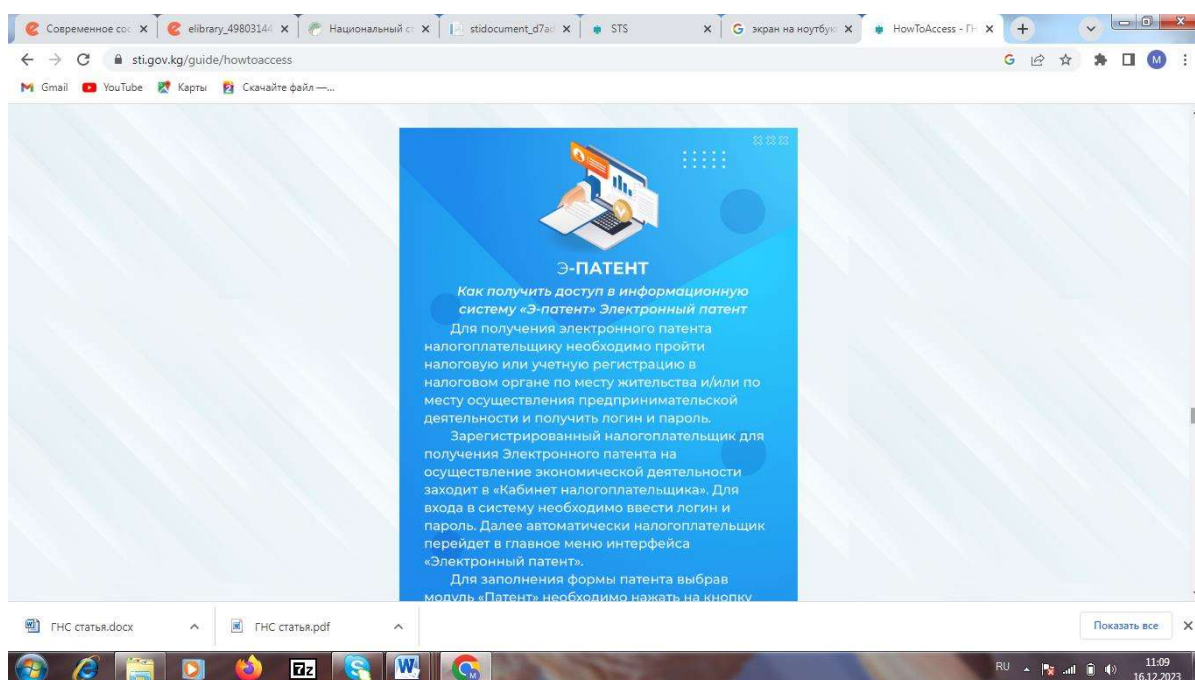 Современное сос
elibrary_49803144
Национальный с
stidocument_d7ad
STS
экран на ноутбук
HowToAccess - ГН
sti.gov.kg/guide/howtoaccess
M
Gmail
YouTube
Карты
Скачайте файл —...
Э-ПАТЕНТ
Как получить доступ в информационную
систему «Э-патент» Электронный патент
Для получения электронного патента
налогоплательщику необходимо пройти
налоговую или учетную регистрацию в
налоговом органе по месту жительства и/или по
месту осуществления предпринимательской
деятельности и получить логин и пароль.
Зарегистрированный налогоплательщик для
получения Электронного патента на
осуществление экономической деятельности
заходит в «Кабинет налогоплательщика». Для
входа в систему необходимо ввести логин и
пароль. Далее автоматически налогоплательщик
перейдет в главное меню интерфейса
«Электронный патент».
Для заполнения формы патента выбрав
модуль «Патент» необходимо нажать на кнопку
ГНС статья.docx
ГНС статья.pdf
Показать все
7z
RU
11:09
16.12.2023